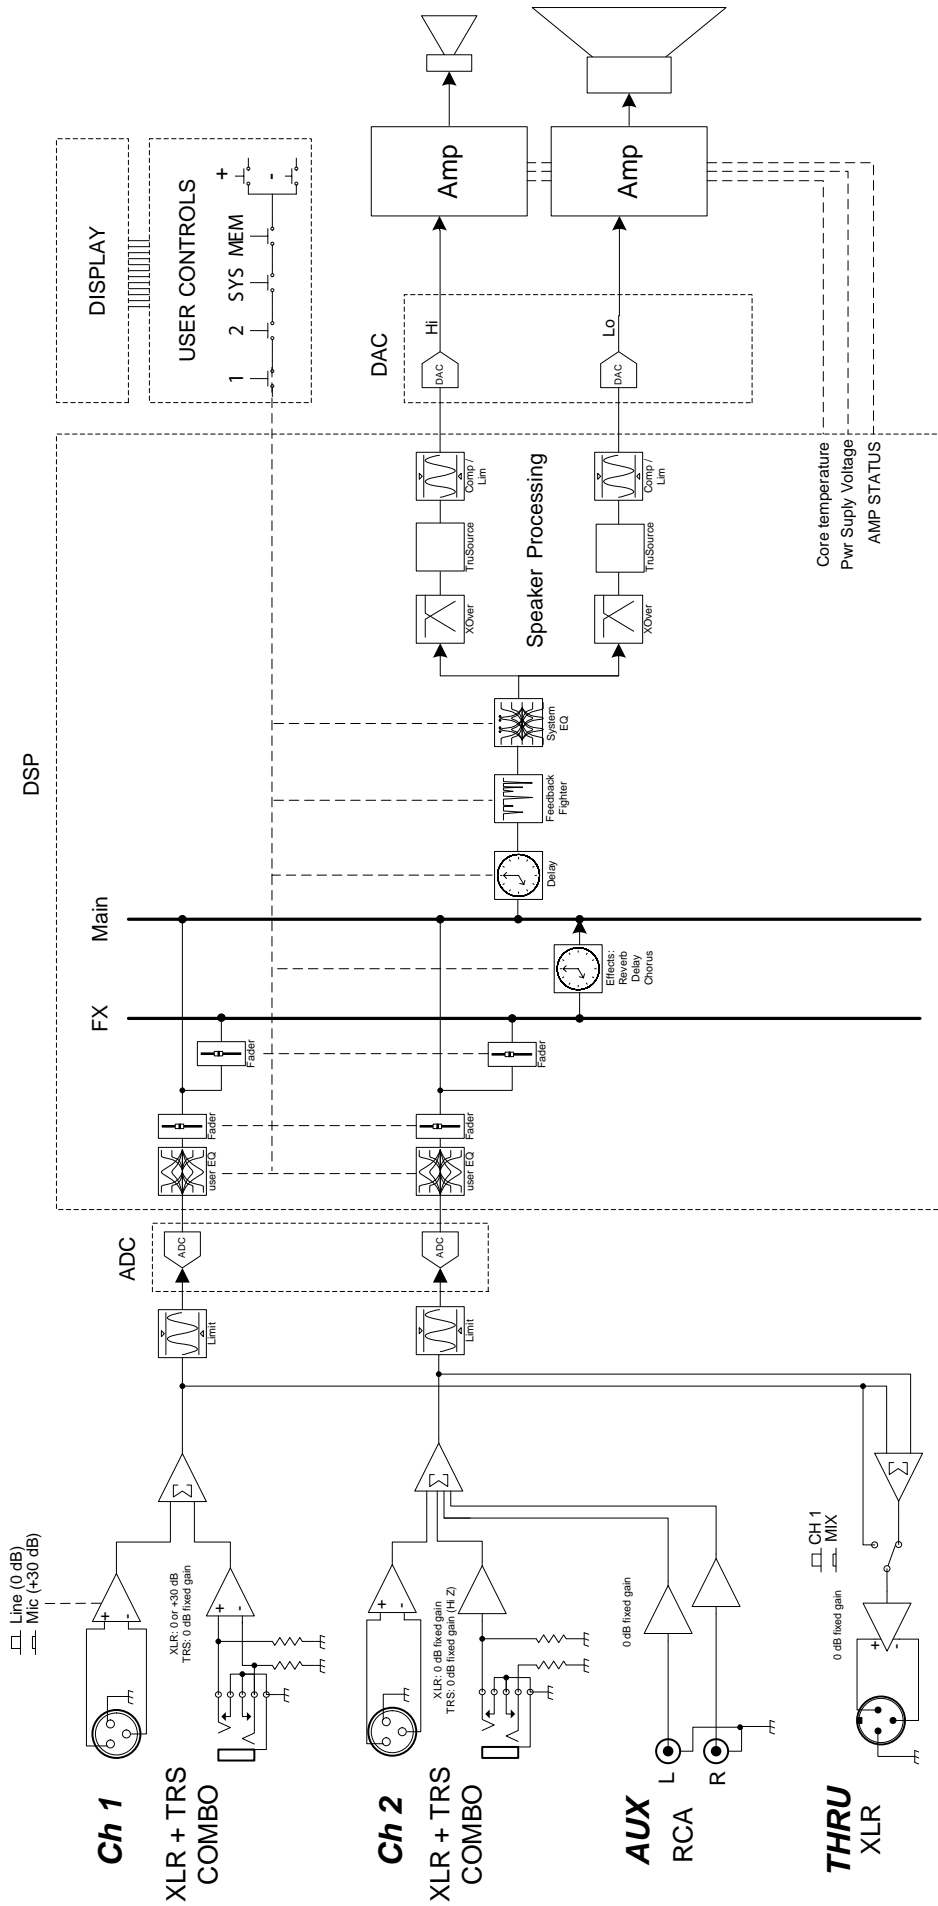 Line (0 dB)
Mic (+30 dB)
Ch 1
XLR + TRS
COMBO
+
-
XLR: 0 or +30 dB
TRS: 0 dB fixed gain
+
-
Σ
Limit
ADC
ADC
user EQ
Fader
Fader
Ch 2
XLR + TRS
COMBO
+
-
XLR: 0 dB fixed gain
TRS: 0 dB fixed gain (Hi Z)
Σ
Limit
ADC
user EQ
Fader
Fader
AUX
RCA
L
R
0 dB fixed gain
THRU
XLR
0 dB fixed gain
+
-
CH 1
MIX
Σ
DSP
FX
Main
Effects:
Reverb
Delay
Chorus
Delay
Feedback
Fighter
System
EQ
Speaker Processing
XOver
TruSource
Comp /
Lim
XOver
TruSource
Comp /
Lim
DAC
DAC
Hi
DAC
Lo
Amp
Amp
DISPLAY
USER CONTROLS
1
2
SYS
MEM
+
-
Core temperature
Pwr Suply Voltage
AMP STATUS